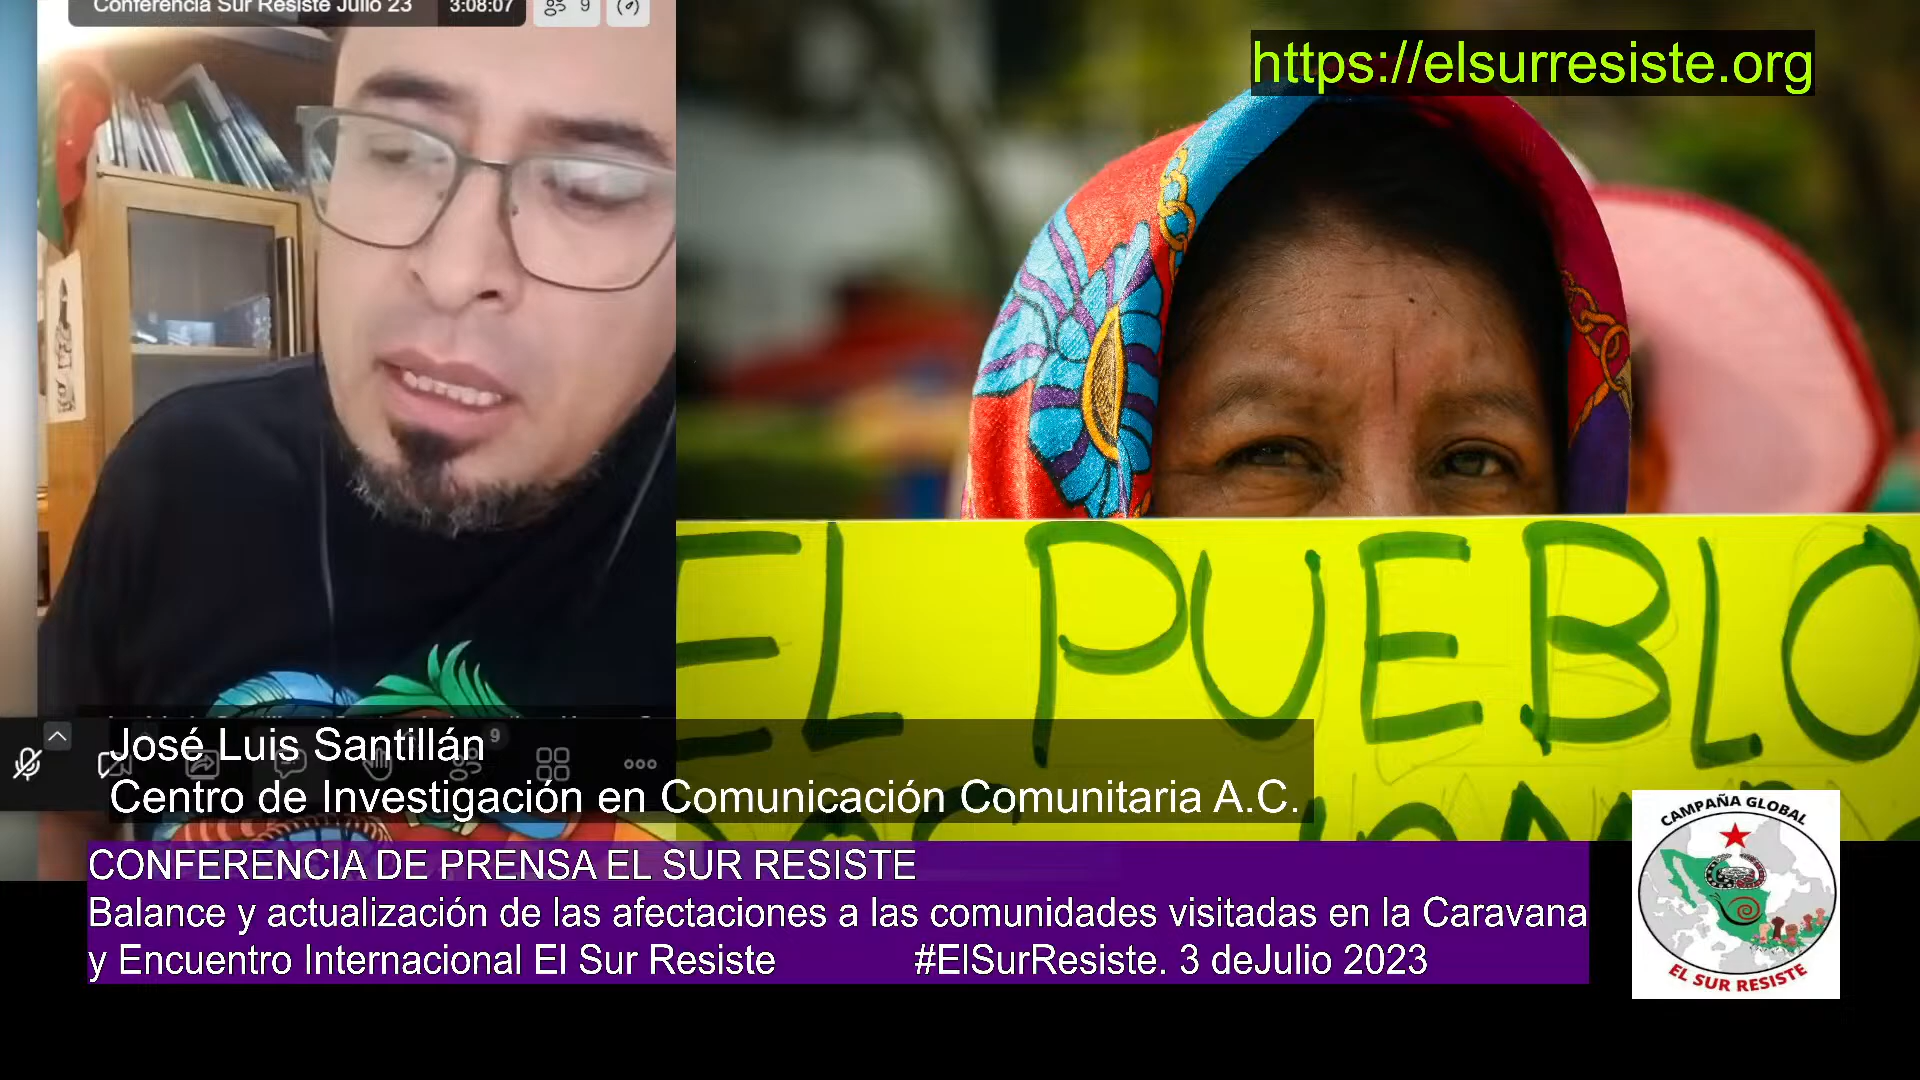 Conferencia Sur Resiste Julio 23 3:08:07 9
https://elsurresiste.org
EL PUEBLO
9
José Luis Santillán
Centro de Investigación en Comunicación Comunitaria A.C.
CONFERENCIA DE PRENSA EL SUR RESISTE
Balance y actualización de las afectaciones a las comunidades visitadas en la Caravana
y Encuentro Internacional El Sur Resiste #ElSurResiste. 3 deJulio 2023
CAMPAÑA GLOBAL
EL SUR RESISTE